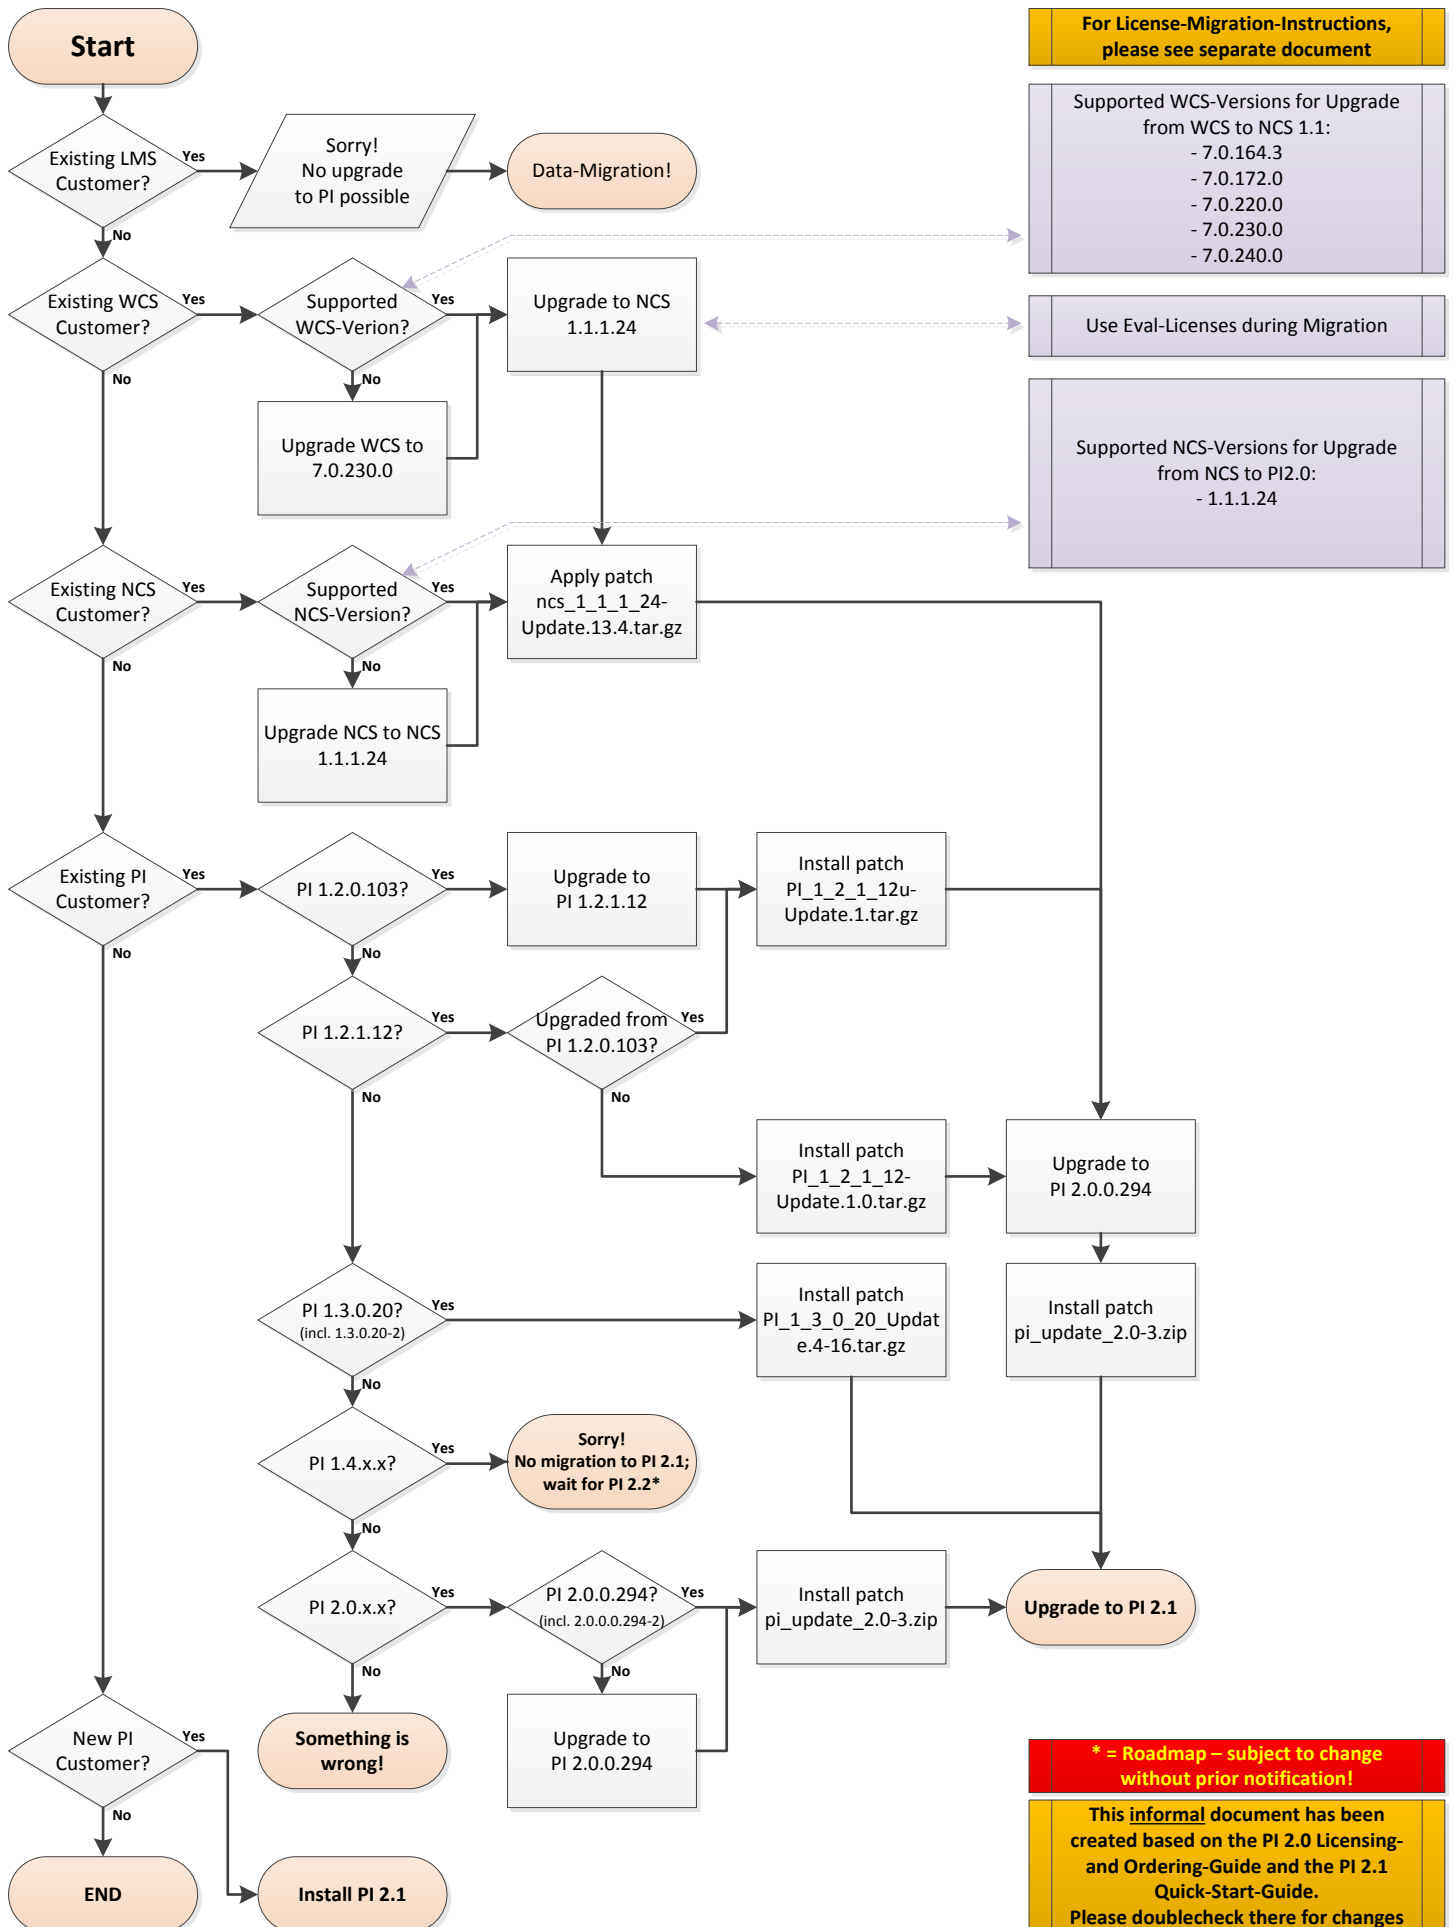 Start
For License-Migration-Instructions,
please see separate document
Existing LMS
Customer?
Yes
No
Sorry!
No upgrade
to PI possible
Data-Migration!
Supported WCS-Versions for Upgrade
from WCS to NCS 1.1:
- 7.0.164.3
- 7.0.172.0
- 7.0.220.0
- 7.0.230.0
- 7.0.240.0
Existing WCS
Customer?
Yes
No
Supported
WCS-Verion?
Yes
No
Upgrade to NCS
1.1.1.24
Use Eval-Licenses during Migration
Upgrade WCS to
7.0.230.0
Supported NCS-Versions for Upgrade
from NCS to PI2.0:
- 1.1.1.24
Existing NCS
Customer?
Yes
No
Supported
NCS-Version?
Yes
No
Apply patch
ncs_1_1_1_24-
Update.13.4.tar.gz
Upgrade NCS to NCS
1.1.1.24
Existing PI
Customer?
Yes
No
PI 1.2.0.103?
Yes
No
Upgrade to
PI 1.2.1.12
Install patch
PI_1_2_1_12u-
Update.1.tar.gz
PI 1.2.1.12?
Yes
No
Upgraded from
PI 1.2.0.103?
Yes
No
Install patch
PI_1_2_1_12-
Update.1.0.tar.gz
Upgrade to
PI 2.0.0.294
PI 1.3.0.20?
(incl. 1.3.0.20-2)
Yes
No
Install patch
PI_1_3_0_20_Updat
e.4-16.tar.gz
Install patch
pi_update_2.0-3.zip
PI 1.4.x.x?
Yes
No
Sorry!
No migration to PI 2.1;
wait for PI 2.2*
PI 2.0.x.x?
Yes
No
PI 2.0.0.294?
(incl. 2.0.0.0.294-2)
Yes
No
Install patch
pi_update_2.0-3.zip
Upgrade to PI 2.1
New PI
Customer?
Yes
No
Something is
wrong!
Upgrade to
PI 2.0.0.294
* = Roadmap – subject to change
without prior notification!
END
Install PI 2.1
This informal document has been
created based on the PI 2.0 Licensing-
and Ordering-Guide and the PI 2.1
Quick-Start-Guide.
Please doublecheck there for changes